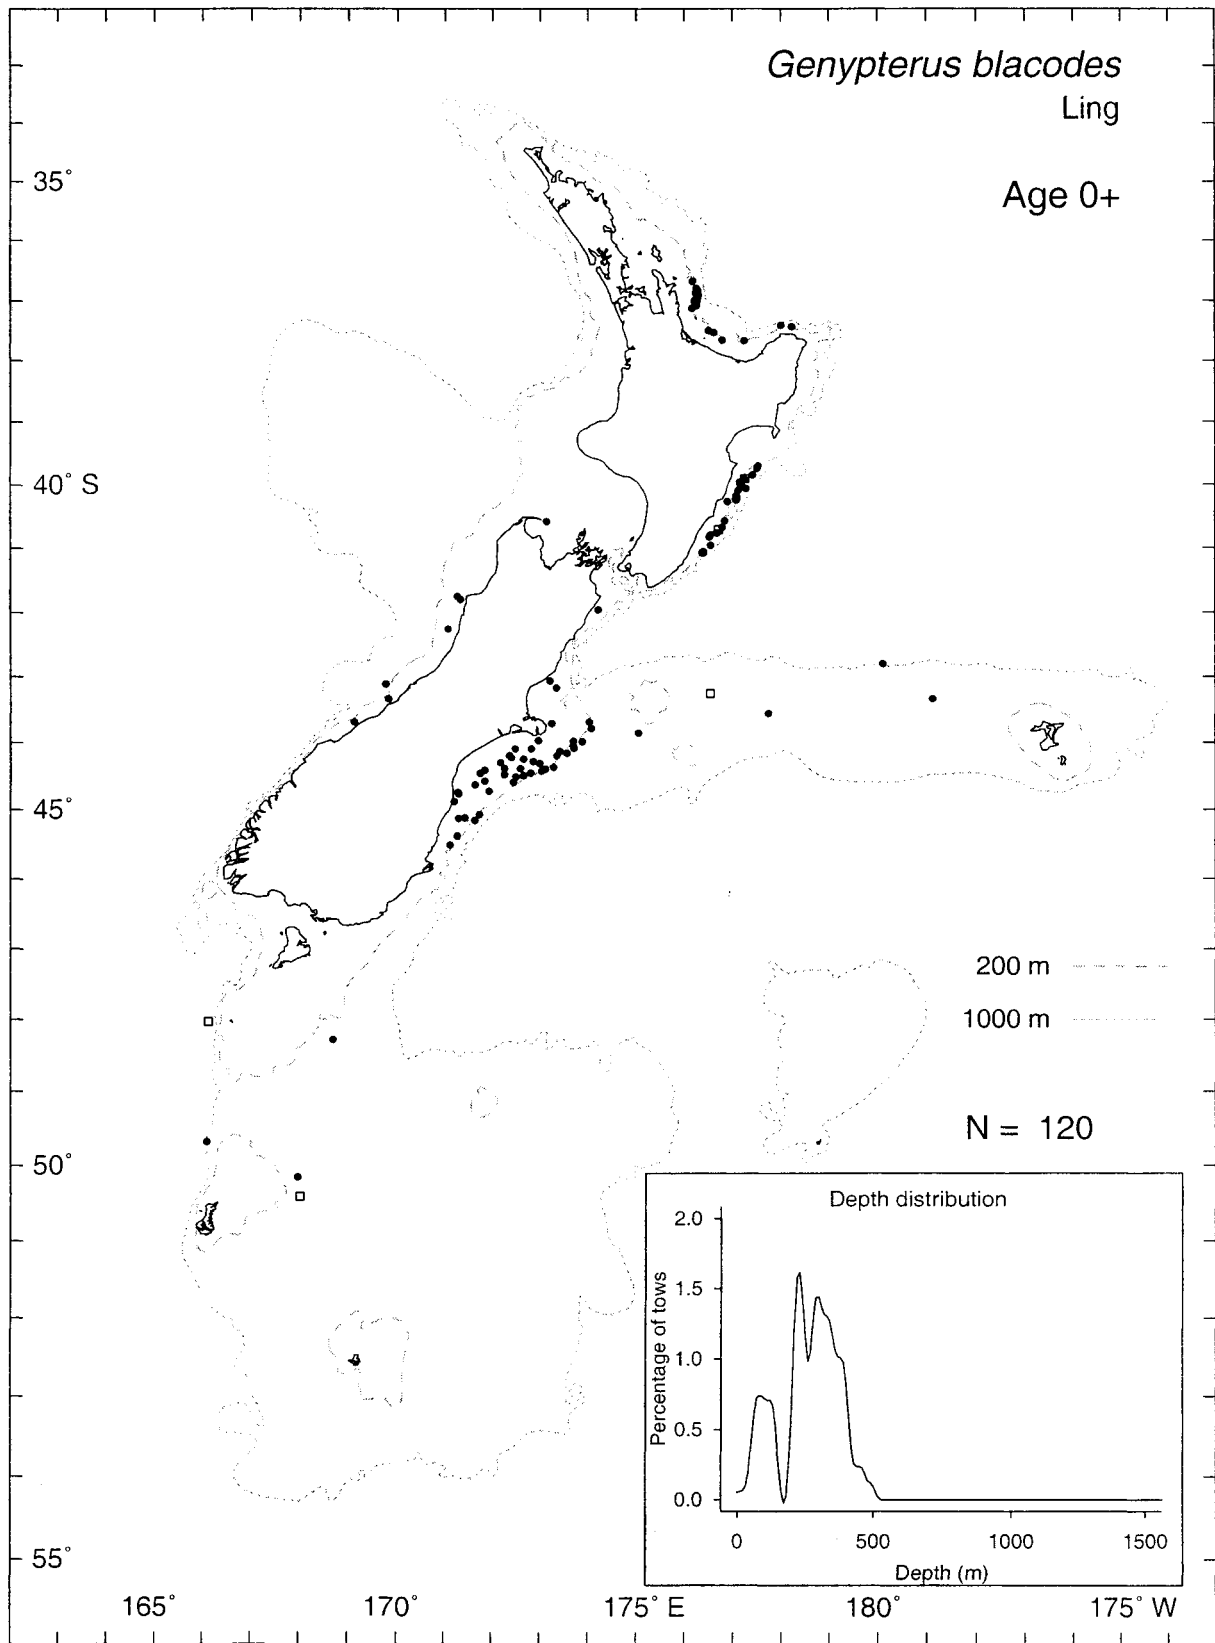 Genypterus blacodes
Ling
Age 0+
35°
40° S
45°
50°
55°
200 m
1000 m
N = 120
Depth distribution
Percentage of tows
2.0
1.5
1.0
0.5
0.0
0
500
1000
1500
Depth (m)
165°
170°
175° E
180°
175° W